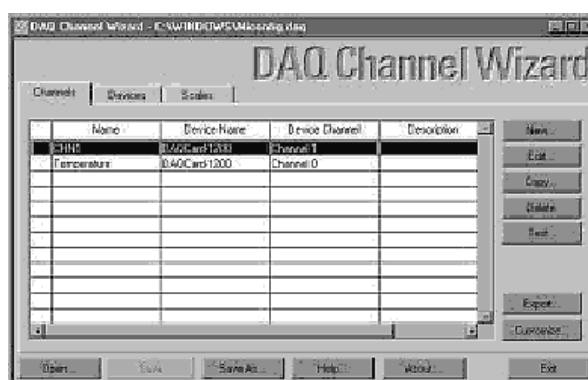 DAQ Channel Wizard - C:\WINDOWS\Niconfig.daq
DAQ Channel Wizard
Channels Devices Scales
Name Device Name Device Channel Description
CHN1 DAQCard-1200 Channel 1
Temperature DAQCard-1200 Channel 0
New...
Edit...
Copy...
Delete
Test...
Export...
Customize...
Open... Save Save As... Help... About... Exit